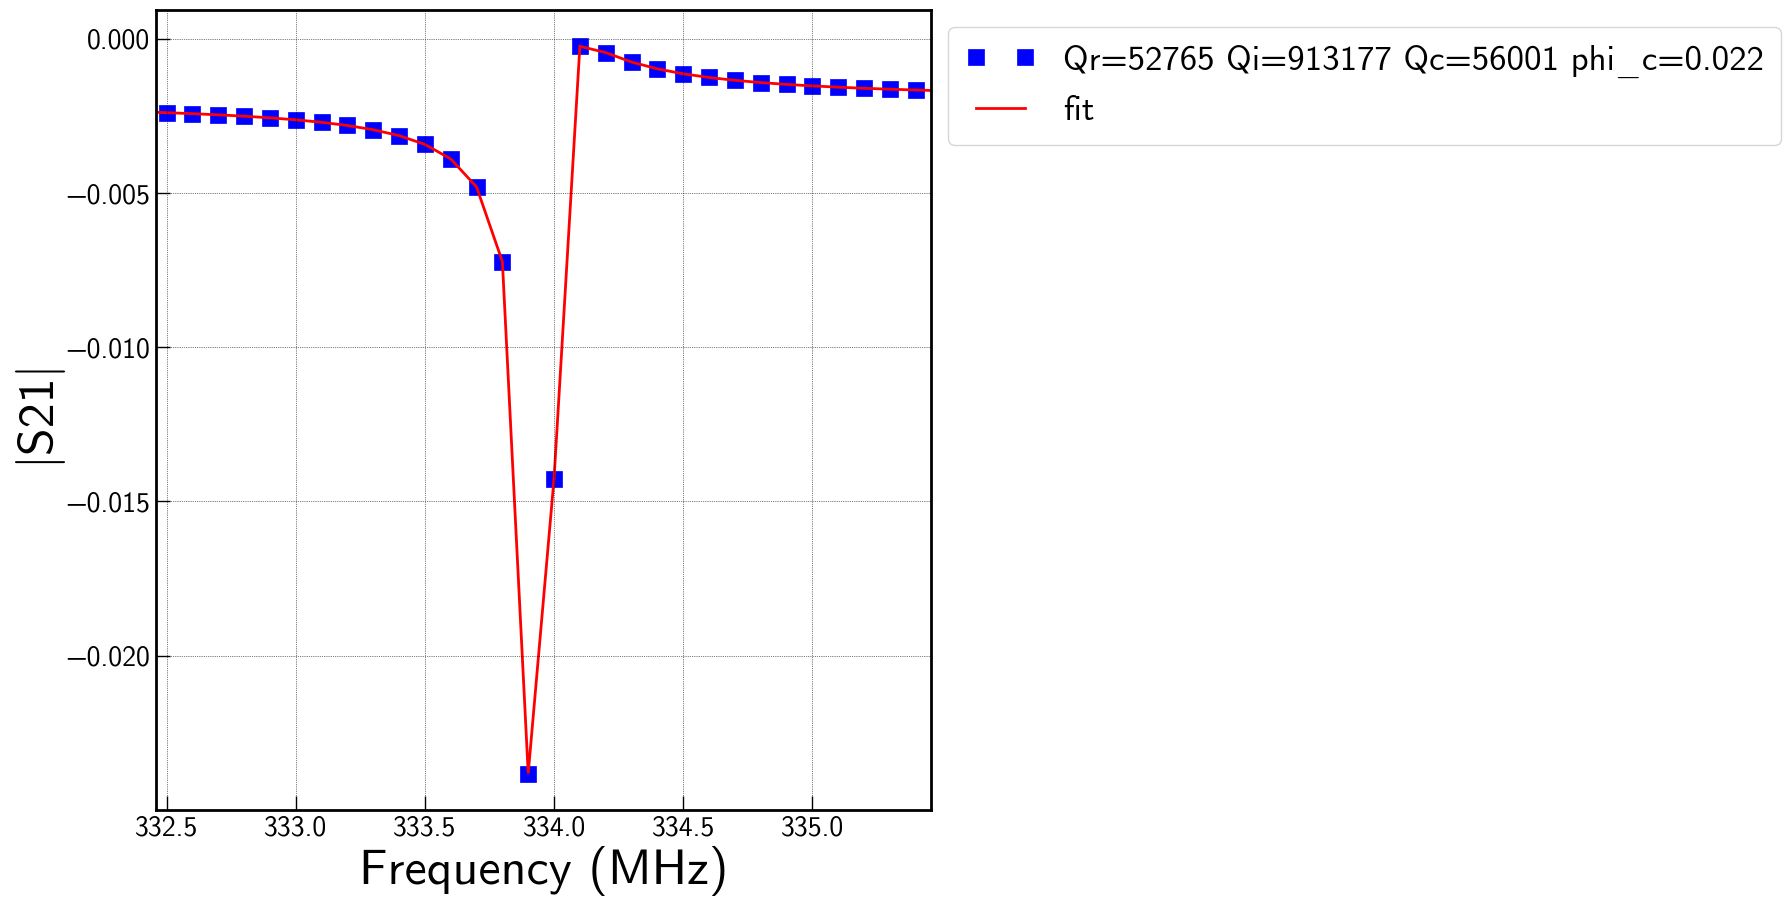 0.000
−0.005
−0.010
−0.015
−0.020
|S21|
332.5 333.0 333.5 334.0 334.5 335.0
Frequency (MHz)
Qr=52765 Qi=913177 Qc=56001 phi_c=0.022
fit